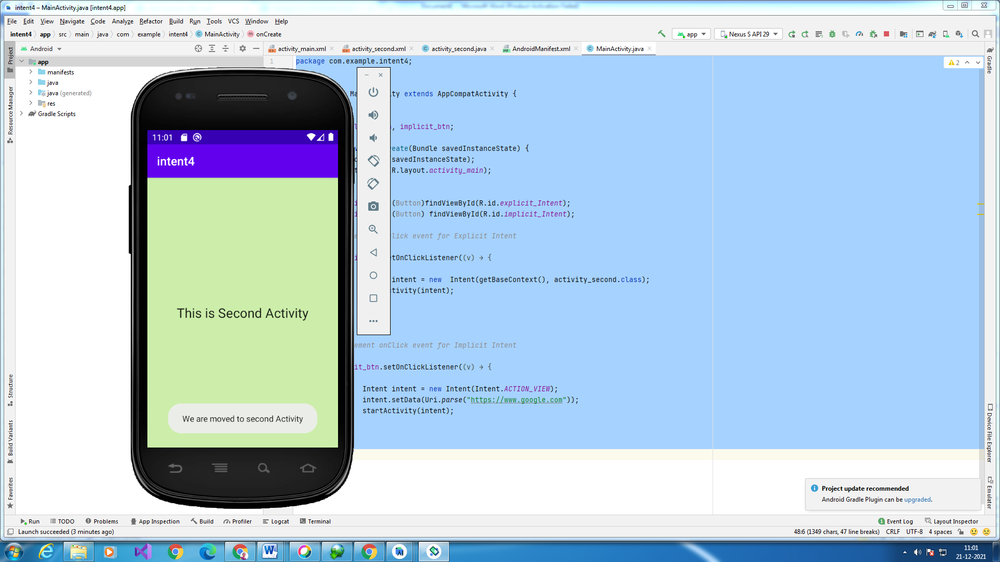 intent4 – MainActivity.java [intent4.app]
File Edit View Navigate Code Analyze Refactor Build Run Tools VCS Window Help
intent4 app src main java com example intent4 MainActivity onCreate
app Nexus S API 29
Android
activity_main.xml activity_second.xml activity_second.java AndroidManifest.xml MainActivity.java
Project
Resource Manager
Structure
Build Variants
Favorites
app
manifests
java
java (generated)
res
Gradle Scripts
1
package com.example.intent4;
2
ity extends AppCompatActivity {
, implicit_btn;
eate(Bundle savedInstanceState) {
(savedInstanceState);
R.layout.activity_main);
(Button)findViewById(R.id.explicit_Intent);
(Button) findViewById(R.id.implicit_Intent);
lick event for Explicit Intent
tOnClickListener((v) → {
intent = new Intent(getBaseContext(), activity_second.class);
tivity(intent);
ement onClick event for Implicit Intent
it_btn.setOnClickListener((v) → {
Intent intent = new Intent(Intent.ACTION_VIEW);
intent.setData(Uri.parse("https://www.google.com"));
startActivity(intent);
11:01
intent4
This is Second Activity
We are moved to second Activity
Gradle
Device File Explorer
Emulator
Project update recommended
Android Gradle Plugin can be upgraded.
Run TODO Problems App Inspection Build Profiler Logcat Terminal
1 Event Log Layout Inspector
Launch succeeded (3 minutes ago)
48:6 (1349 chars, 47 line breaks) CRLF UTF-8 4 spaces
11:01
21-12-2021